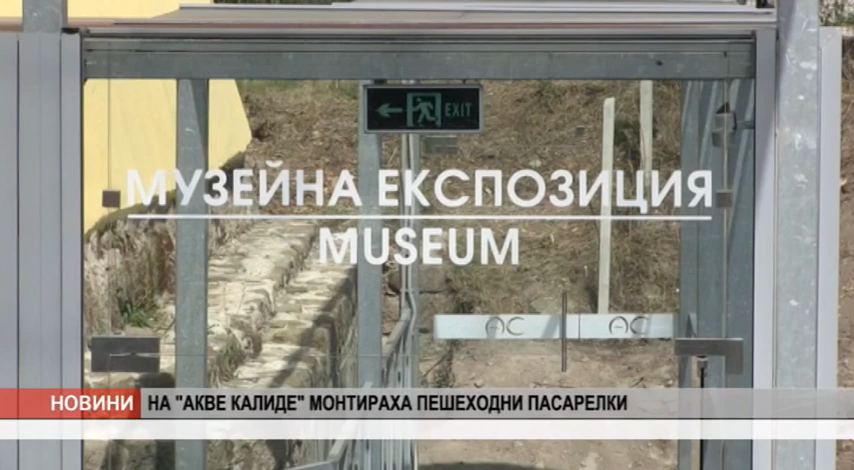 EXIT
МУЗЕЙНА ЕКСПОЗИЦИЯ
MUSEUM
AC AC
НОВИНИ НА "АКВЕ КАЛИДЕ" МОНТИРАХА ПЕШЕХОДНИ ПАСАРЕЛКИ